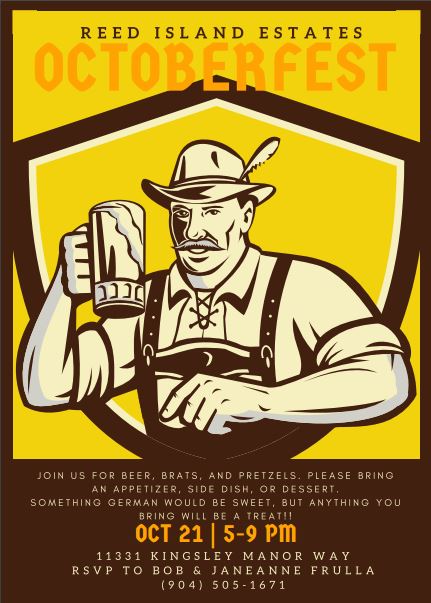 REED ISLAND ESTATES
OCTOBERFEST
JOIN US FOR BEER, BRATS, AND PRETZELS. PLEASE BRING
AN APPETIZER, SIDE DISH, OR DESSERT.
SOMETHING GERMAN WOULD BE SWEET, BUT ANYTHING YOU
BRING WILL BE A TREAT!!
OCT 21 | 5-9 PM
11331 KINGSLEY MANOR WAY
RSVP TO BOB & JANEANNE FRULLA
(904) 505-1671